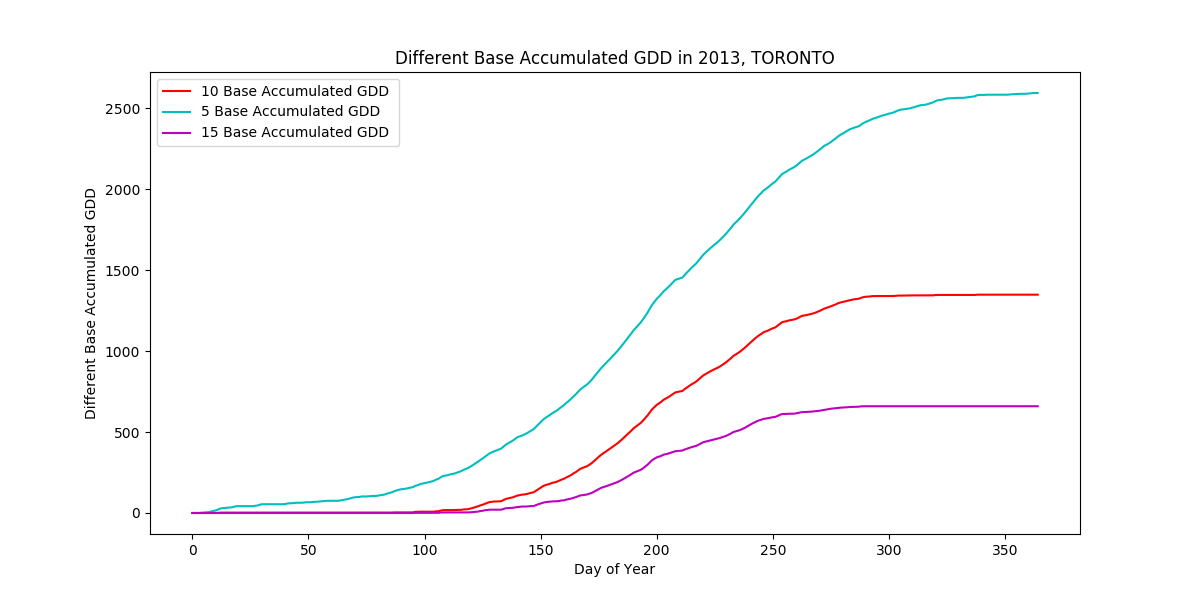 Different Base Accumulated GDD in 2013, TORONTO
10 Base Accumulated GDD
5 Base Accumulated GDD
15 Base Accumulated GDD
Different Base Accumulated GDD
2500
2000
1500
1000
500
0
0 50 100 150 200 250 300 350
Day of Year